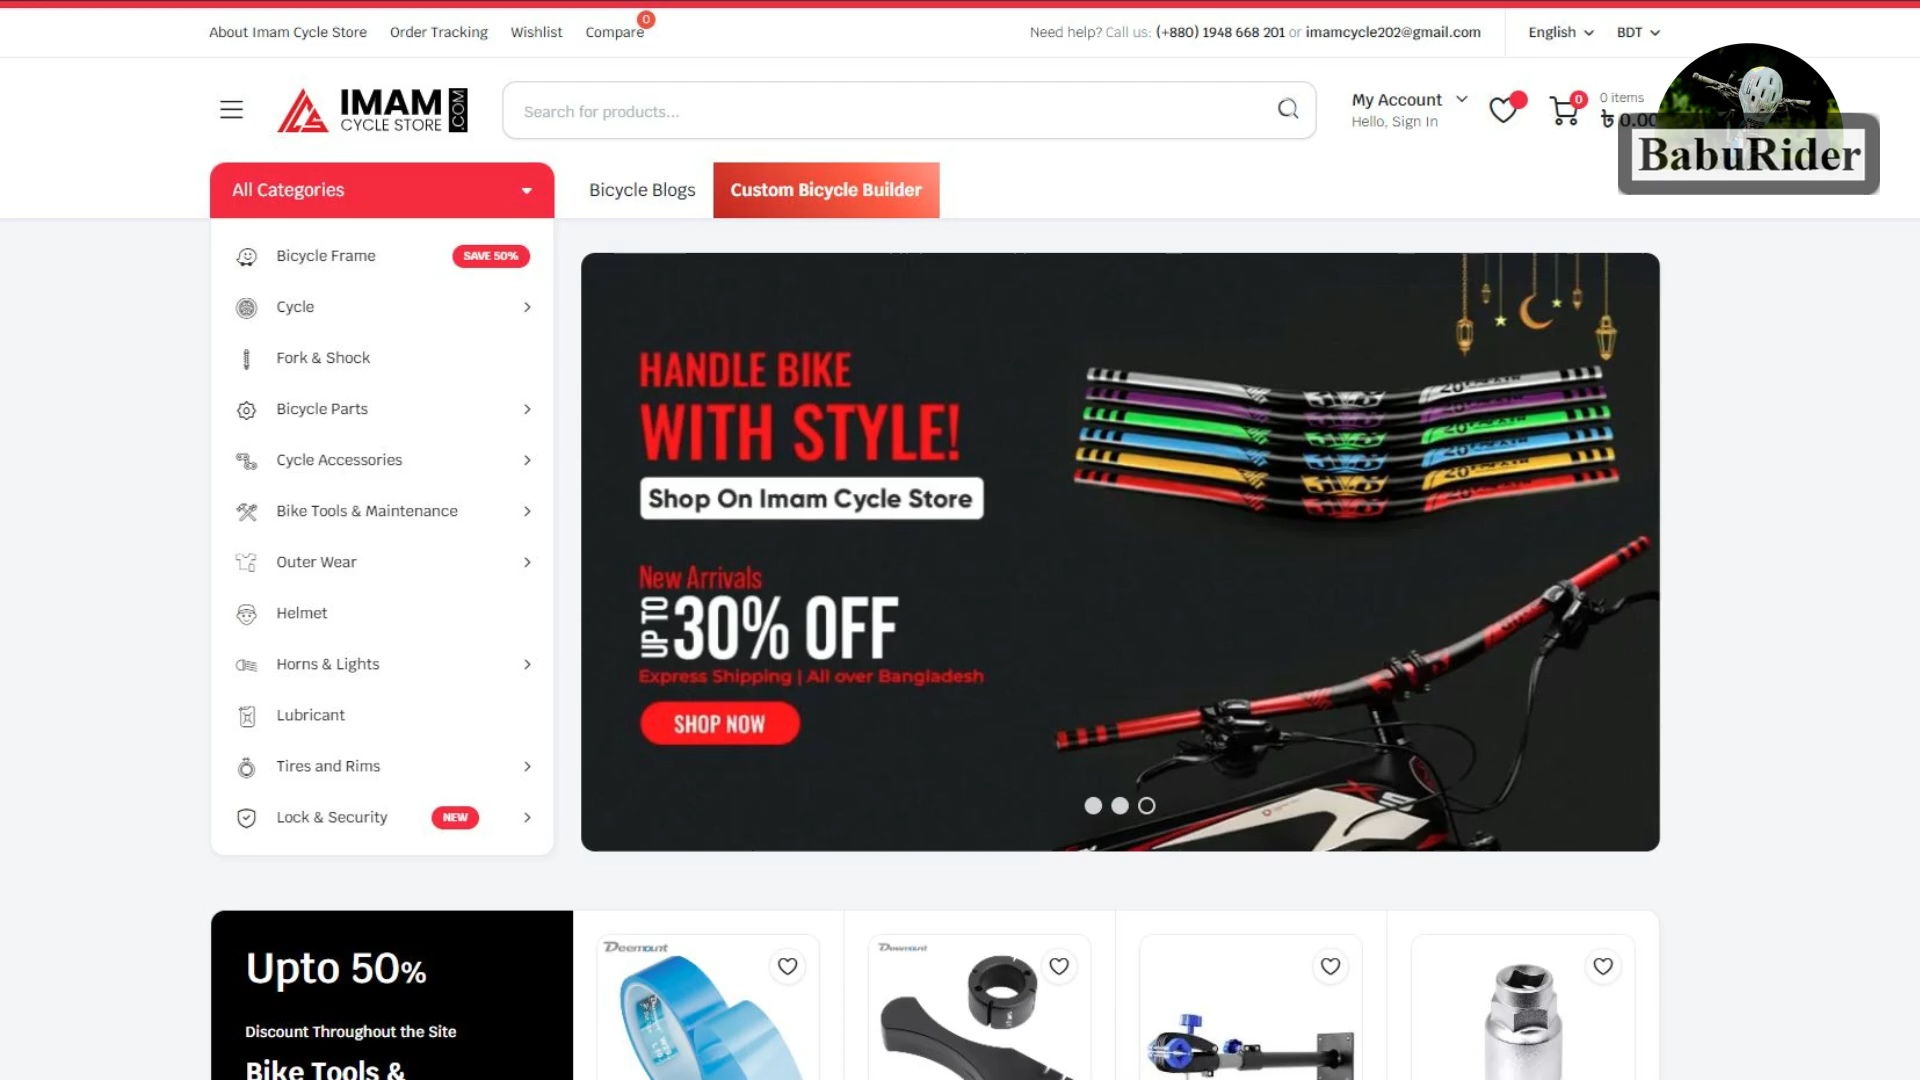 About Imam Cycle Store Order Tracking Wishlist Compare 0
Need help? Call us: (+880) 1948 668 201 or imamcycle202@gmail.com English BDT
IMAM
CYCLE STORE
.COM
Search for products...
My Account
Hello, Sign In
0
0 items
৳ 0.00
BabuRider
All Categories
Bicycle Blogs
Custom Bicycle Builder
Bicycle Frame SAVE 50%
Cycle
Fork & Shock
Bicycle Parts
Cycle Accessories
Bike Tools & Maintenance
Outer Wear
Helmet
Horns & Lights
Lubricant
Tires and Rims
Lock & Security NEW
HANDLE BIKE
WITH STYLE!
Shop On Imam Cycle Store
New Arrivals
UP TO
30% OFF
Express Shipping | All over Bangladesh
SHOP NOW
Upto 50%
Discount Throughout the Site
Bike Tools &
Deemount
Deemount